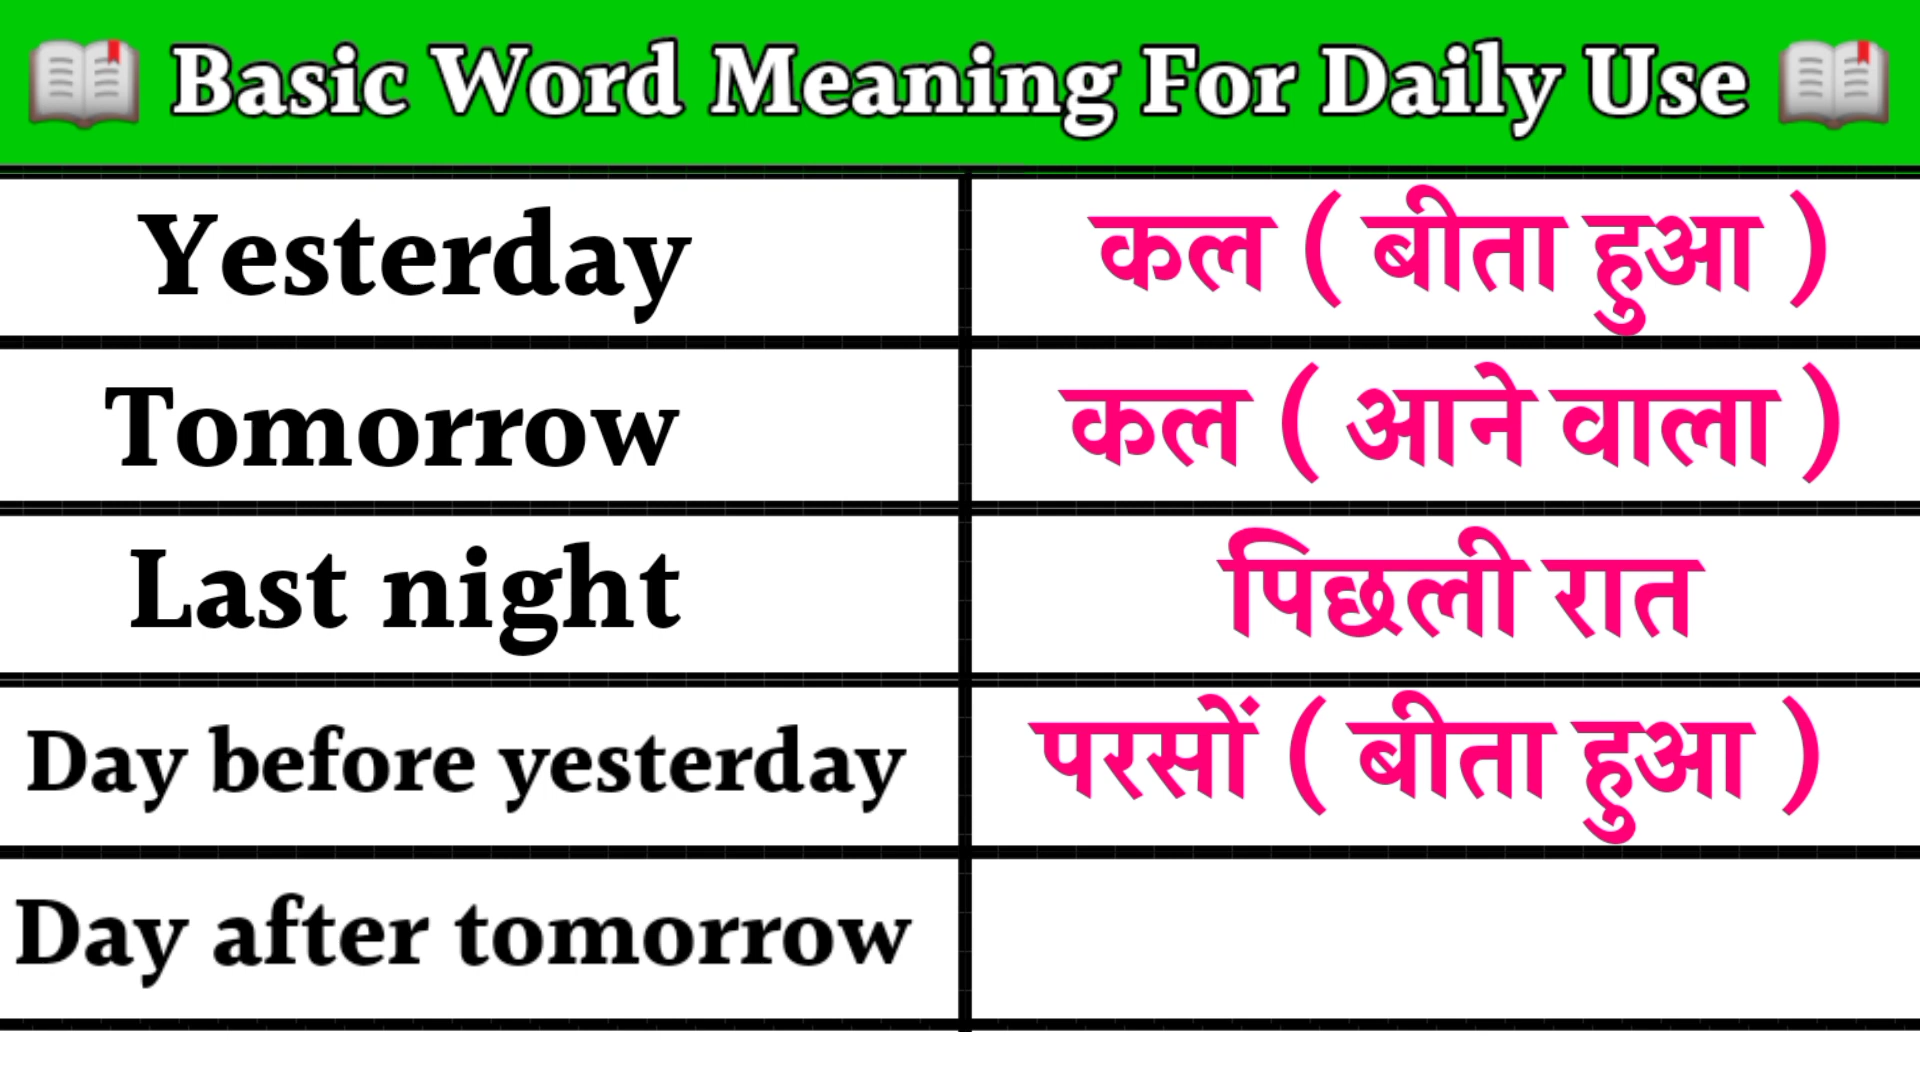 📖 Basic Word Meaning For Daily Use 📖
Yesterday कल ( बीता हुआ )
Tomorrow कल ( आने वाला )
Last night पिछली रात
Day before yesterday परसों ( बीता हुआ )
Day after tomorrow